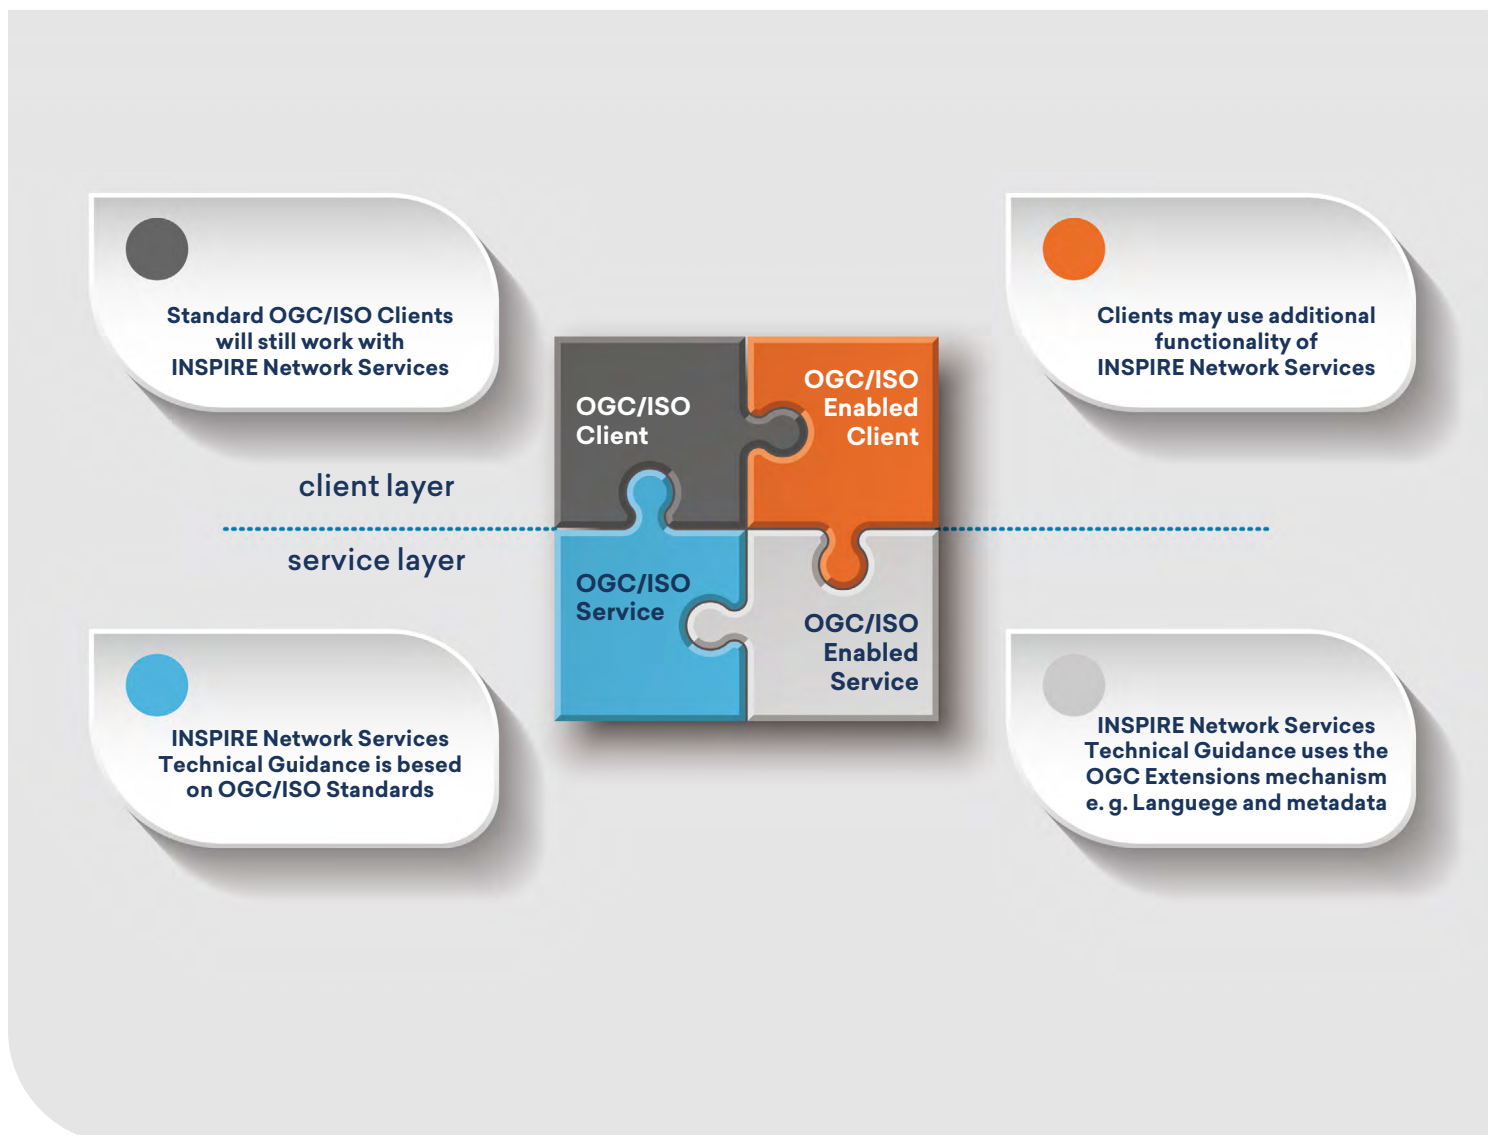 Standard OGC/ISO Clients
will still work with
INSPIRE Network Services
Clients may use additional
functionality of
INSPIRE Network Services
OGC/ISO
Client
OGC/ISO
Enabled
Client
client layer
service layer
OGC/ISO
Service
OGC/ISO
Enabled
Service
INSPIRE Network Services
Technical Guidance is besed
on OGC/ISO Standards
INSPIRE Network Services
Technical Guidance uses the
OGC Extensions mechanism
e. g. Languege and metadata